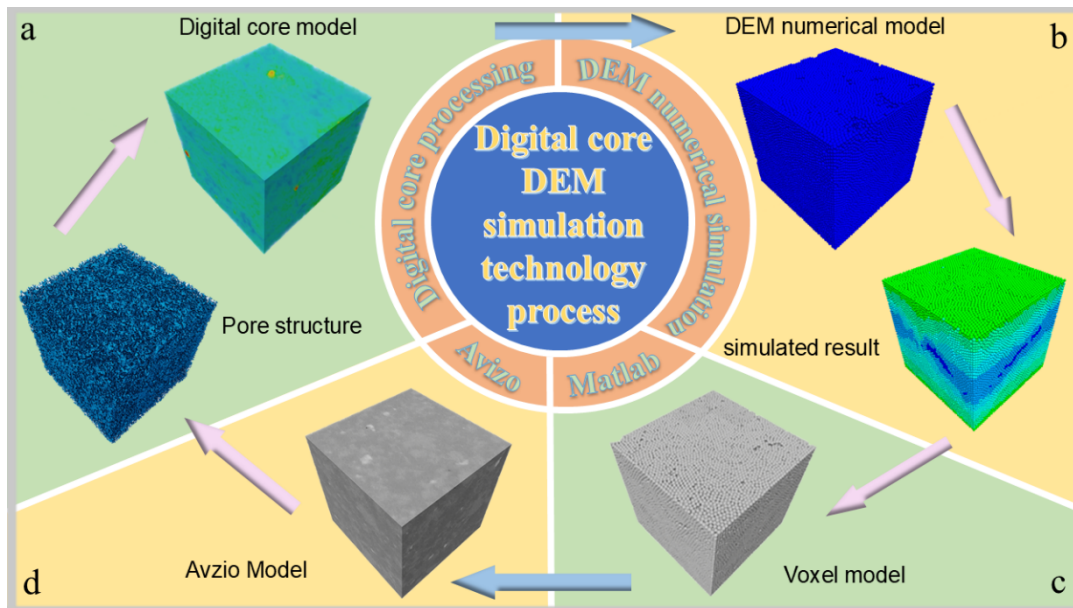 a
Digital core model
DEM numerical model
b
Digital core processing
DEM numerical simulation
Digital core
DEM
simulation
technology
process
Pore structure
simulated result
Avizo
Matlab
d
Avzio Model
Voxel model
c